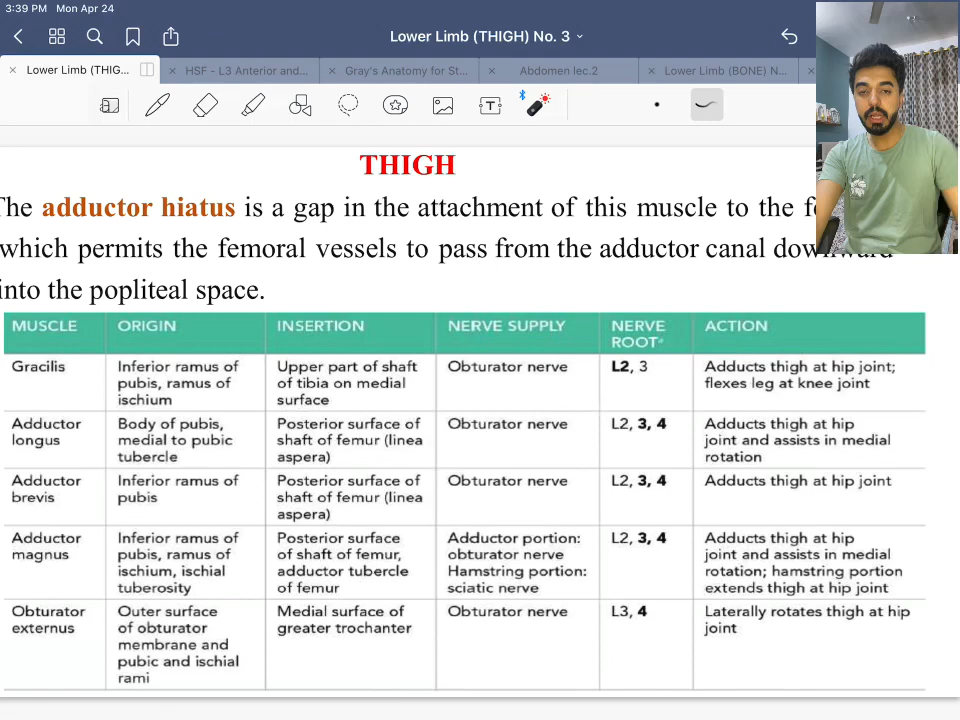 3:39 PM Mon Apr 24
Lower Limb (THIGH) No. 3
Lower Limb (THIG...
HSF - L3 Anterior and...
Gray's Anatomy for St...
Abdomen lec.2
Lower Limb (BONE) N...
THIGH
The adductor hiatus is a gap in the attachment of this muscle to the
which permits the femoral vessels to pass from the adductor canal downward
into the popliteal space.
MUSCLE ORIGIN INSERTION NERVE SUPPLY NERVE ROOTᵃ ACTION
Gracilis Inferior ramus of Upper part of shaft Obturator nerve L2, 3 Adducts thigh at hip joint;
pubis, ramus of of tibia on medial flexes leg at knee joint
ischium surface
Adductor Body of pubis, Posterior surface of Obturator nerve L2, 3, 4 Adducts thigh at hip
longus medial to pubic shaft of femur (linea joint and assists in medial
tubercle aspera) rotation
Adductor Inferior ramus of Posterior surface of Obturator nerve L2, 3, 4 Adducts thigh at hip joint
brevis pubis shaft of femur (linea
aspera)
Adductor Inferior ramus of Posterior surface Adductor portion: L2, 3, 4 Adducts thigh at hip
magnus pubis, ramus of of shaft of femur, obturator nerve joint and assists in medial
ischium, ischial adductor tubercle Hamstring portion: rotation; hamstring portion
tuberosity of femur sciatic nerve extends thigh at hip joint
Obturator Outer surface Medial surface of Obturator nerve L3, 4 Laterally rotates thigh at hip
externus of obturator greater trochanter joint
membrane and
pubic and ischial
rami